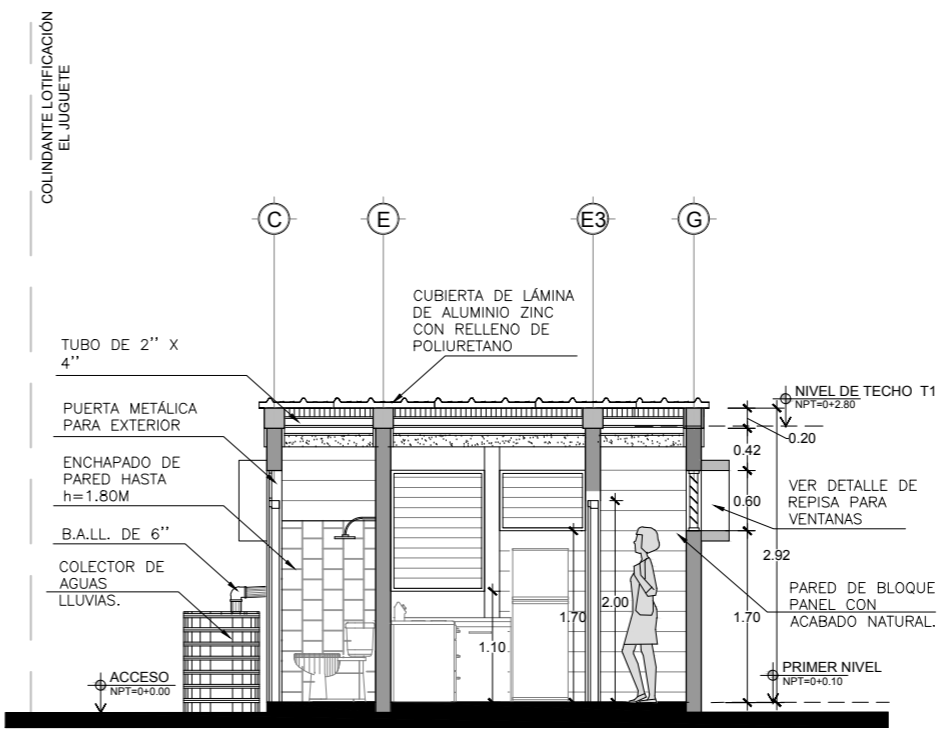 COLINDANTE LOTIFICACIÓN
EL JUGUETE
C
E
E3
G
CUBIERTA DE LÁMINA
DE ALUMINIO ZINC
CON RELLENO DE
POLIURETANO
TUBO DE 2'' X
4''
PUERTA METÁLICA
PARA EXTERIOR
ENCHAPADO DE
PARED HASTA
h=1.80M
B.A.LL. DE 6''
COLECTOR DE
AGUAS
LLUVIAS.
ACCESO
NPT=0+0.00
NIVEL DE TECHO T1
NPT=0+2.80
0.20
0.42
0.60
2.92
1.70
VER DETALLE DE
REPISA PARA
VENTANAS
PARED DE BLOQUE
PANEL CON
ACABADO NATURAL.
PRIMER NIVEL
NPT=0+0.10
1.10
1.70
2.00